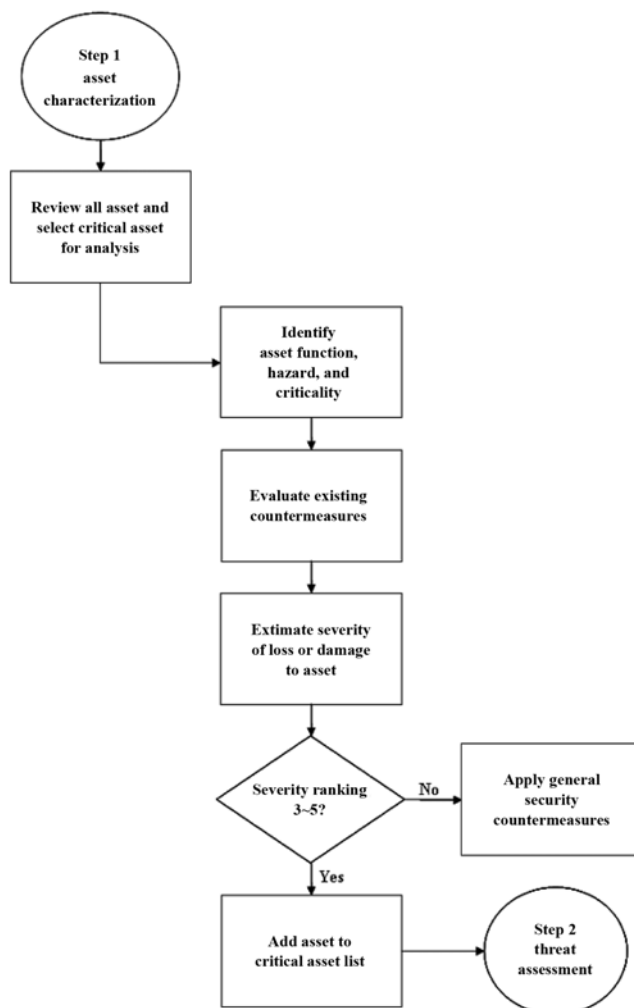 Step 1
asset
characterization
Review all asset and
select critical asset
for analysis
Identify
asset function,
hazard, and
criticality
Evaluate existing
countermeasures
Extimate severity
of loss or damage
to asset
Severity ranking
3~5?
No
Apply general
security
countermeasures
Yes
Add asset to
critical asset list
Step 2
threat
assessment